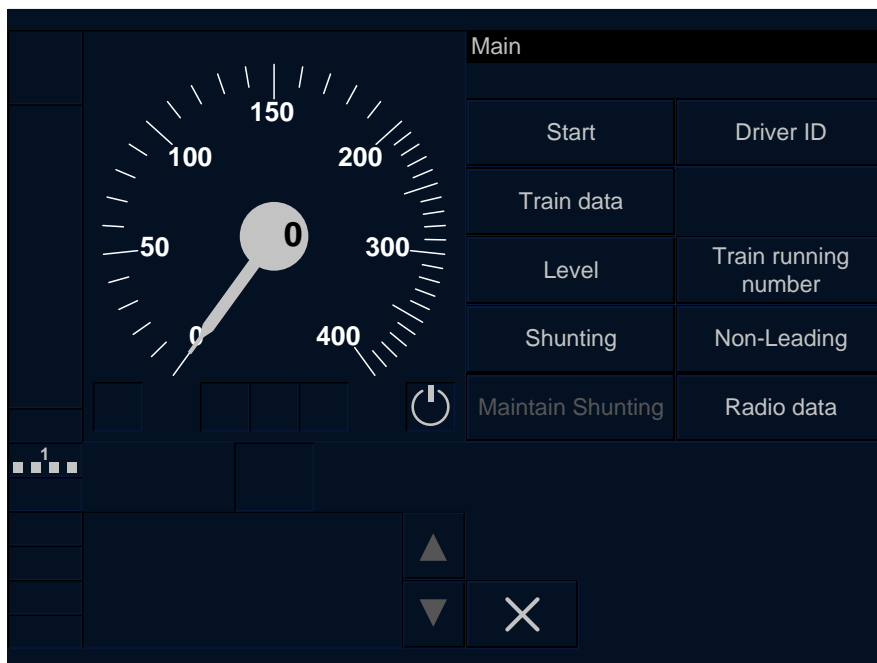 Main
150
100
200
50
0
300
0
400
Start
Driver ID
Train data
Level
Train running
number
Shunting
Non-Leading
Maintain Shunting
Radio data
1